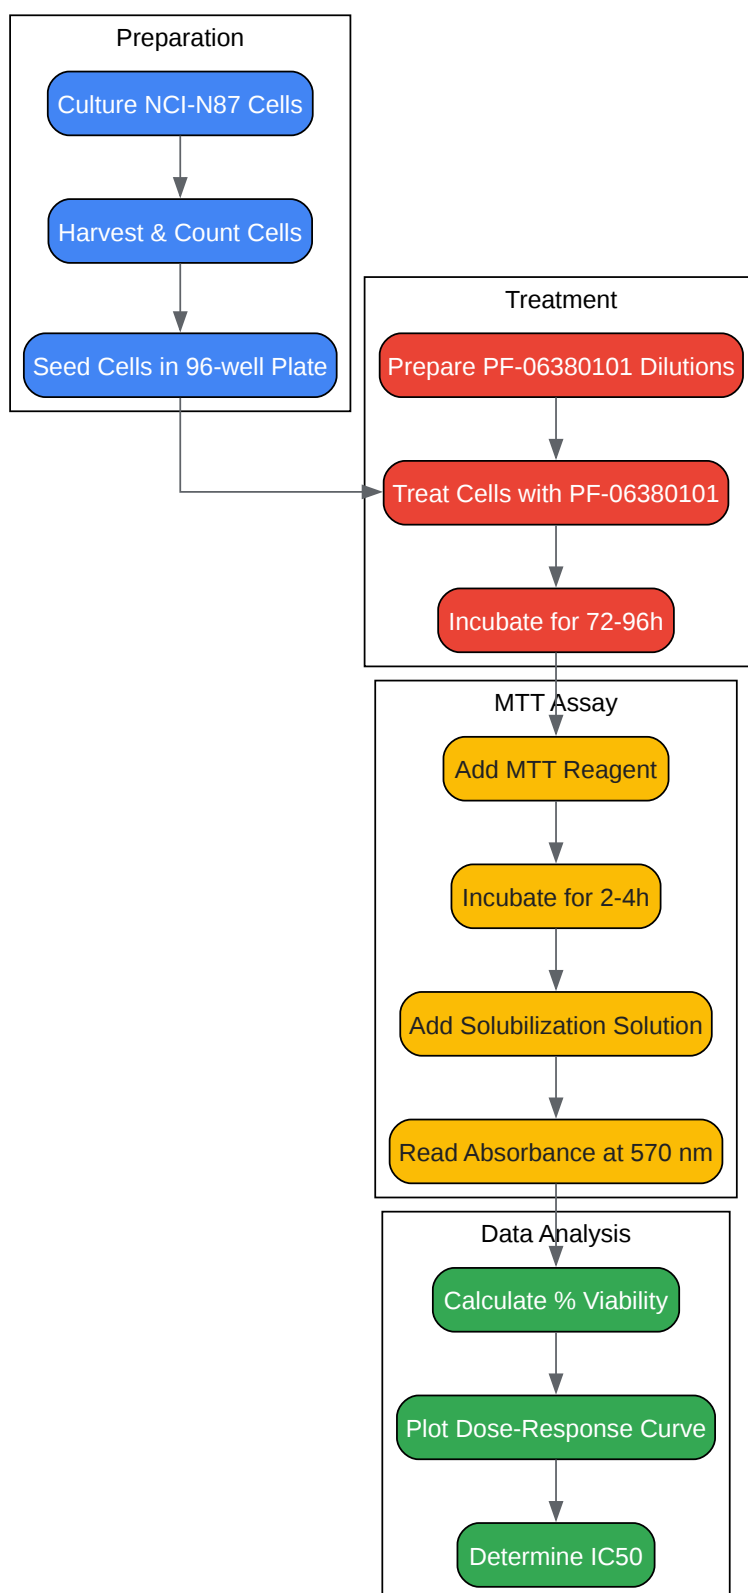 Preparation
Culture NCI-N87 Cells
Harvest & Count Cells
Seed Cells in 96-well Plate
Treatment
Prepare PF-06380101 Dilutions
Treat Cells with PF-06380101
Incubate for 72-96h
MTT Assay
Add MTT Reagent
Incubate for 2-4h
Add Solubilization Solution
Read Absorbance at 570 nm
Data Analysis
Calculate % Viability
Plot Dose-Response Curve
Determine IC50